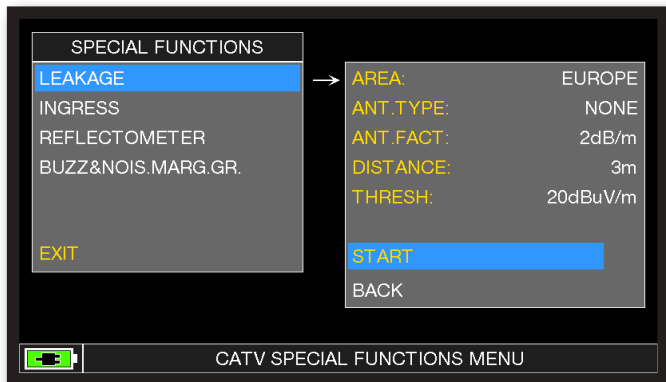 SPECIAL FUNCTIONS
LEAKAGE
INGRESS
REFLECTOMETER
BUZZ&NOIS.MARG.GR.
EXIT
AREA: EUROPE
ANT.TYPE: NONE
ANT.FACT: 2dB/m
DISTANCE: 3m
THRESH: 20dBuV/m
START
BACK
CATV SPECIAL FUNCTIONS MENU